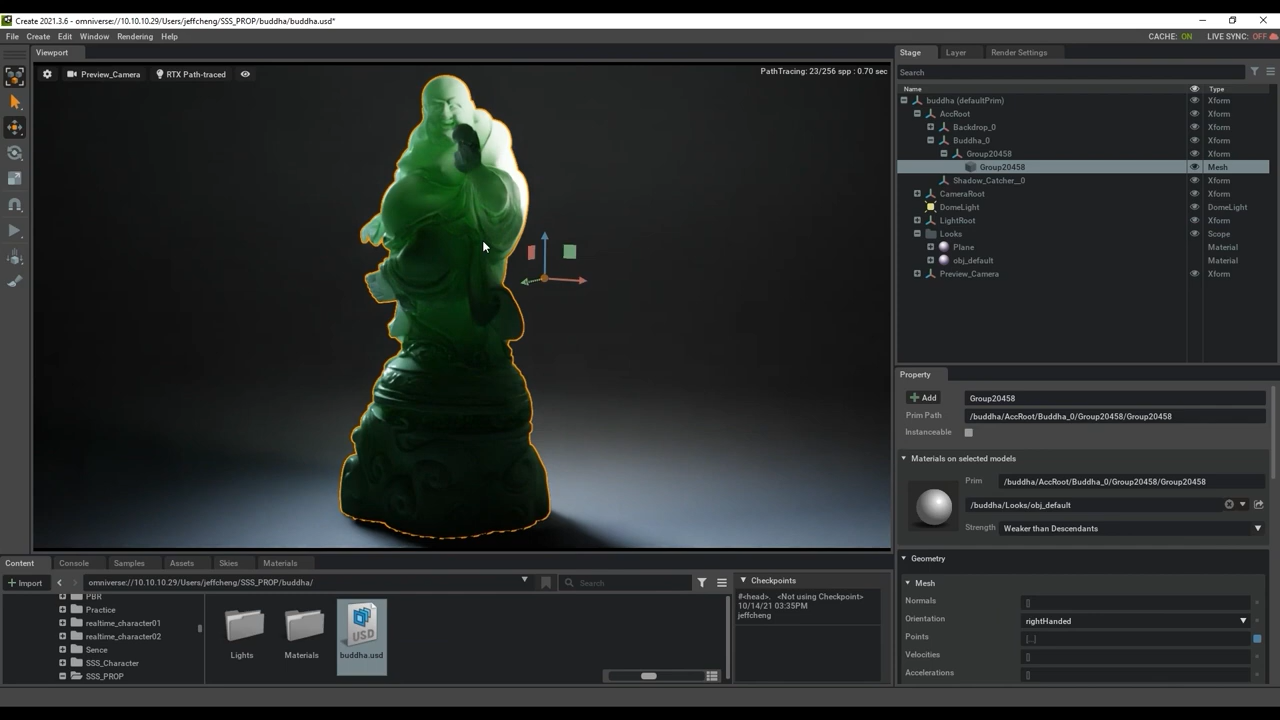 Create 2021.3.6 - omniverse://10.10.10.29/Users/jeffcheng/SSS_PROP/buddha/buddha.usd*
File Create Edit Window Rendering Help
CACHE: ON LIVE SYNC: OFF
Viewport
Preview_Camera RTX Path-traced
PathTracing: 23/256 spp : 0.70 sec
Stage Layer Render Settings
Search
Name Type
buddha (defaultPrim) Xform
AccRoot Xform
Backdrop_0 Xform
Buddha_0 Xform
Group20458 Xform
Group20458 Mesh
Shadow_Catcher__0 Xform
CameraRoot Xform
DomeLight DomeLight
LightRoot Xform
Looks Scope
Plane Material
obj_default Material
Preview_Camera Xform
Property
Add Group20458
Prim Path /buddha/AccRoot/Buddha_0/Group20458/Group20458
Instanceable
Materials on selected models
Prim /buddha/AccRoot/Buddha_0/Group20458/Group20458
/buddha/Looks/obj_default
Strength Weaker than Descendants
Geometry
Mesh
Normals []
Orientation rightHanded
Points [...]
Velocities []
Accelerations []
Content Console Samples Assets Skies Materials
+ Import omniverse://10.10.10.29/Users/jeffcheng/SSS_PROP/buddha/ Search
PBR
Practice
realtime_character01
realtime_character02
Sence
SSS_Character
SSS_PROP
USD
Lights Materials buddha.usd
Checkpoints
#<head>. <Not using Checkpoint>
10/14/21 03:35PM
jeffcheng